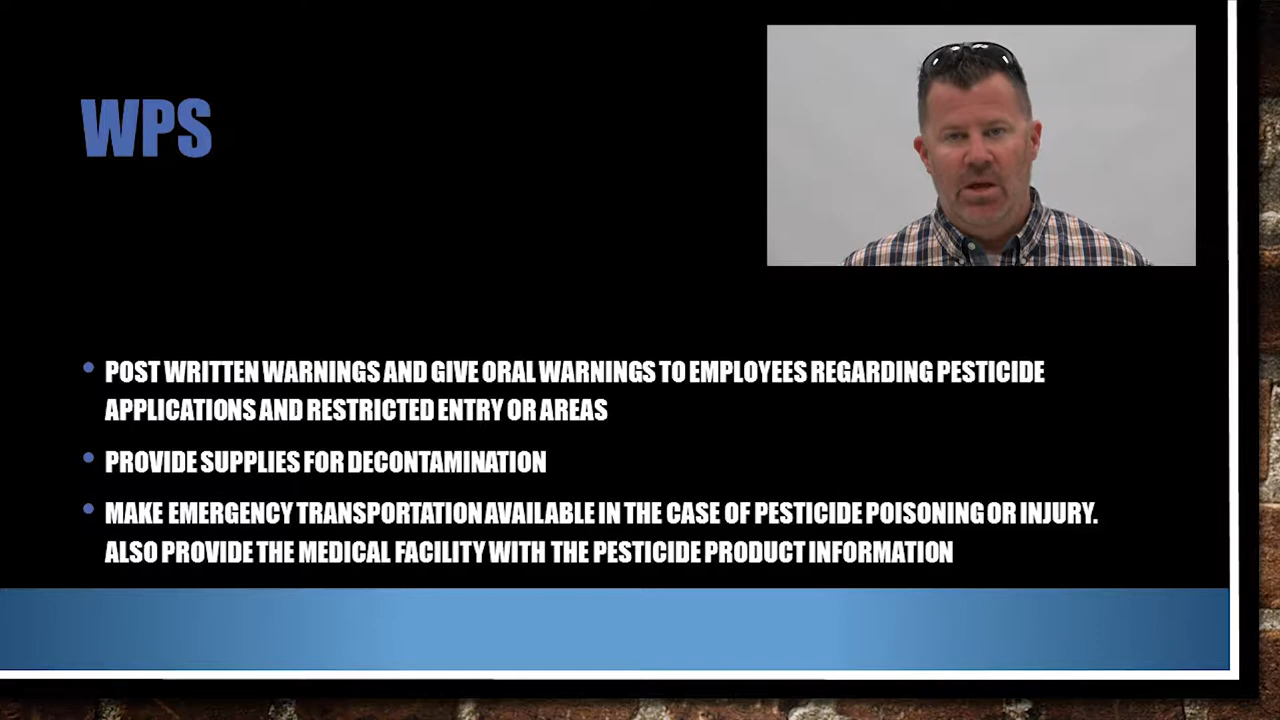 WPS
POST WRITTEN WARNINGS AND GIVE ORAL WARNINGS TO EMPLOYEES REGARDING PESTICIDE
APPLICATIONS AND RESTRICTED ENTRY OR AREAS
PROVIDE SUPPLIES FOR DECONTAMINATION
MAKE EMERGENCY TRANSPORTATION AVAILABLE IN THE CASE OF PESTICIDE POISONING OR INJURY.
ALSO PROVIDE THE MEDICAL FACILITY WITH THE PESTICIDE PRODUCT INFORMATION